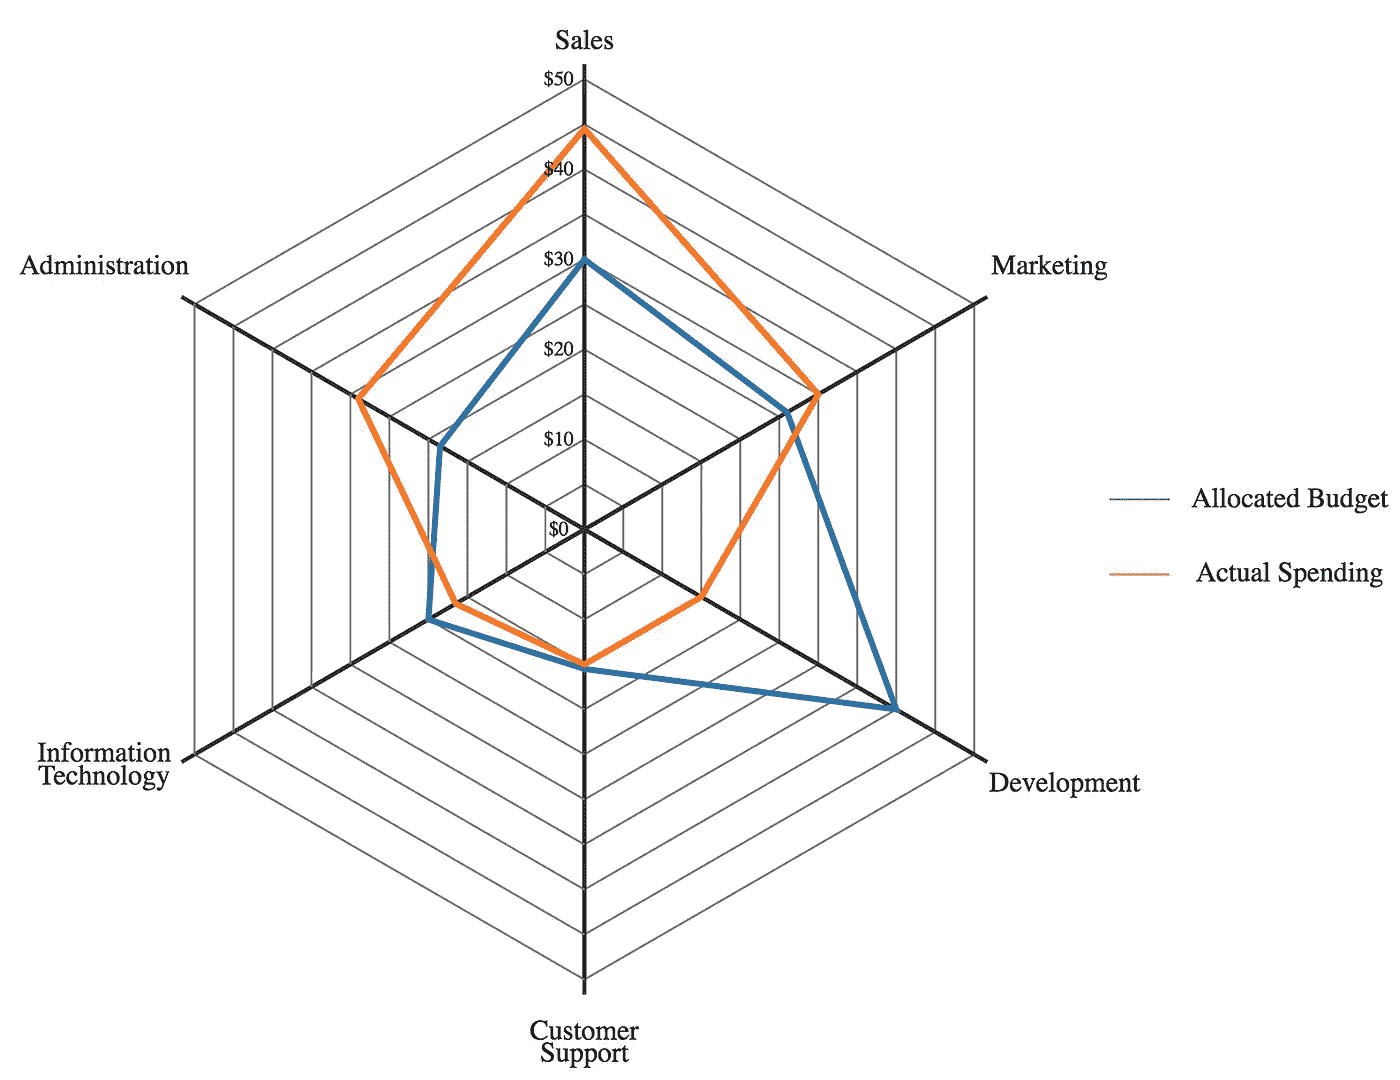 Sales
$50
$40
$30
$20
$10
$0
Administration
Marketing
Allocated Budget
Actual Spending
Information
Technology
Development
Customer
Support